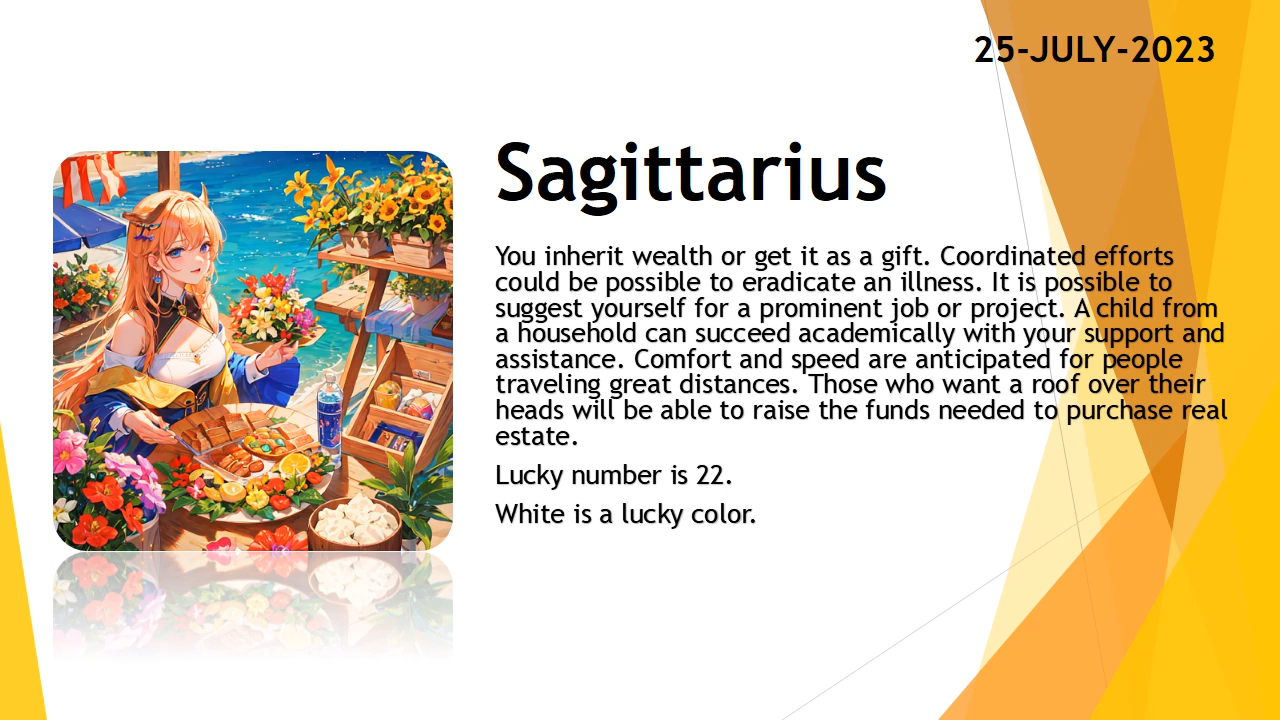 25-JULY-2023
Sagittarius
You inherit wealth or get it as a gift. Coordinated efforts
could be possible to eradicate an illness. It is possible to
suggest yourself for a prominent job or project. A child from
a household can succeed academically with your support and
assistance. Comfort and speed are anticipated for people
traveling great distances. Those who want a roof over their
heads will be able to raise the funds needed to purchase real
estate.
Lucky number is 22.
White is a lucky color.